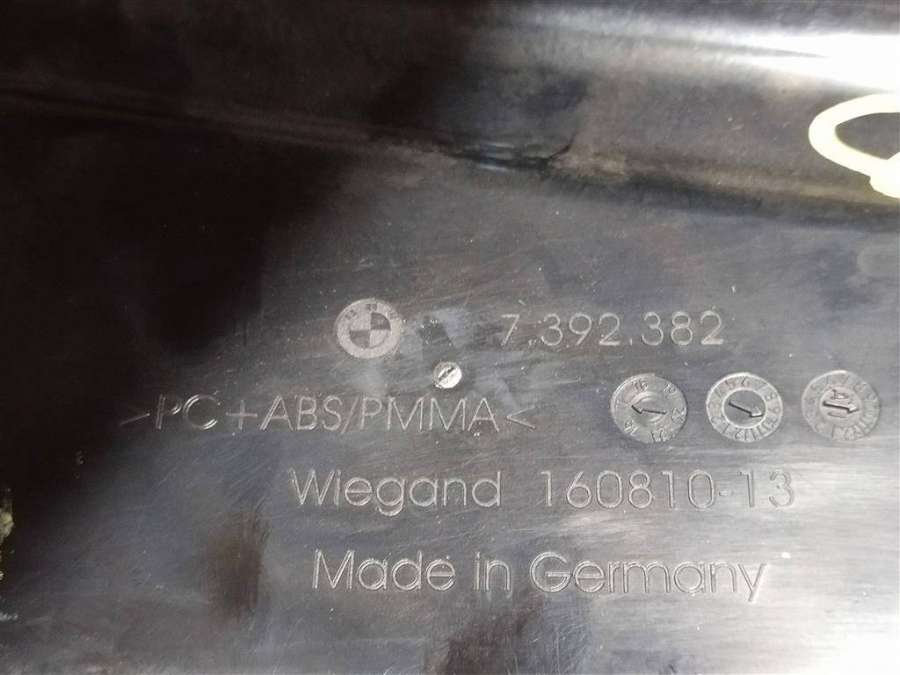 7.392.382
>PC+ABS/PMMA<
Wiegand 160810-13
Made in Germany